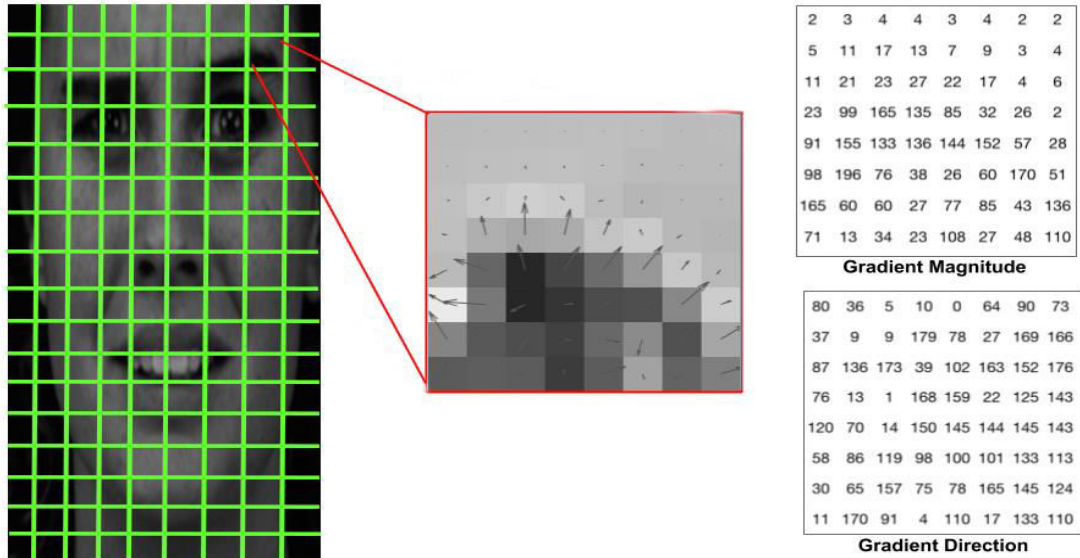 2 3 4 4 3 4 2 2
5 11 17 13 7 9 3 4
11 21 23 27 22 17 4 6
23 99 165 135 85 32 26 2
91 155 133 136 144 152 57 28
98 196 76 38 26 60 170 51
165 60 60 27 77 85 43 136
71 13 34 23 108 27 48 110
Gradient Magnitude
80 36 5 10 0 64 90 73
37 9 9 179 78 27 169 166
87 136 173 39 102 163 152 176
76 13 1 168 159 22 125 143
120 70 14 150 145 144 145 143
58 86 119 98 100 101 133 113
30 65 157 75 78 165 145 124
11 170 91 4 110 17 133 110
Gradient Direction